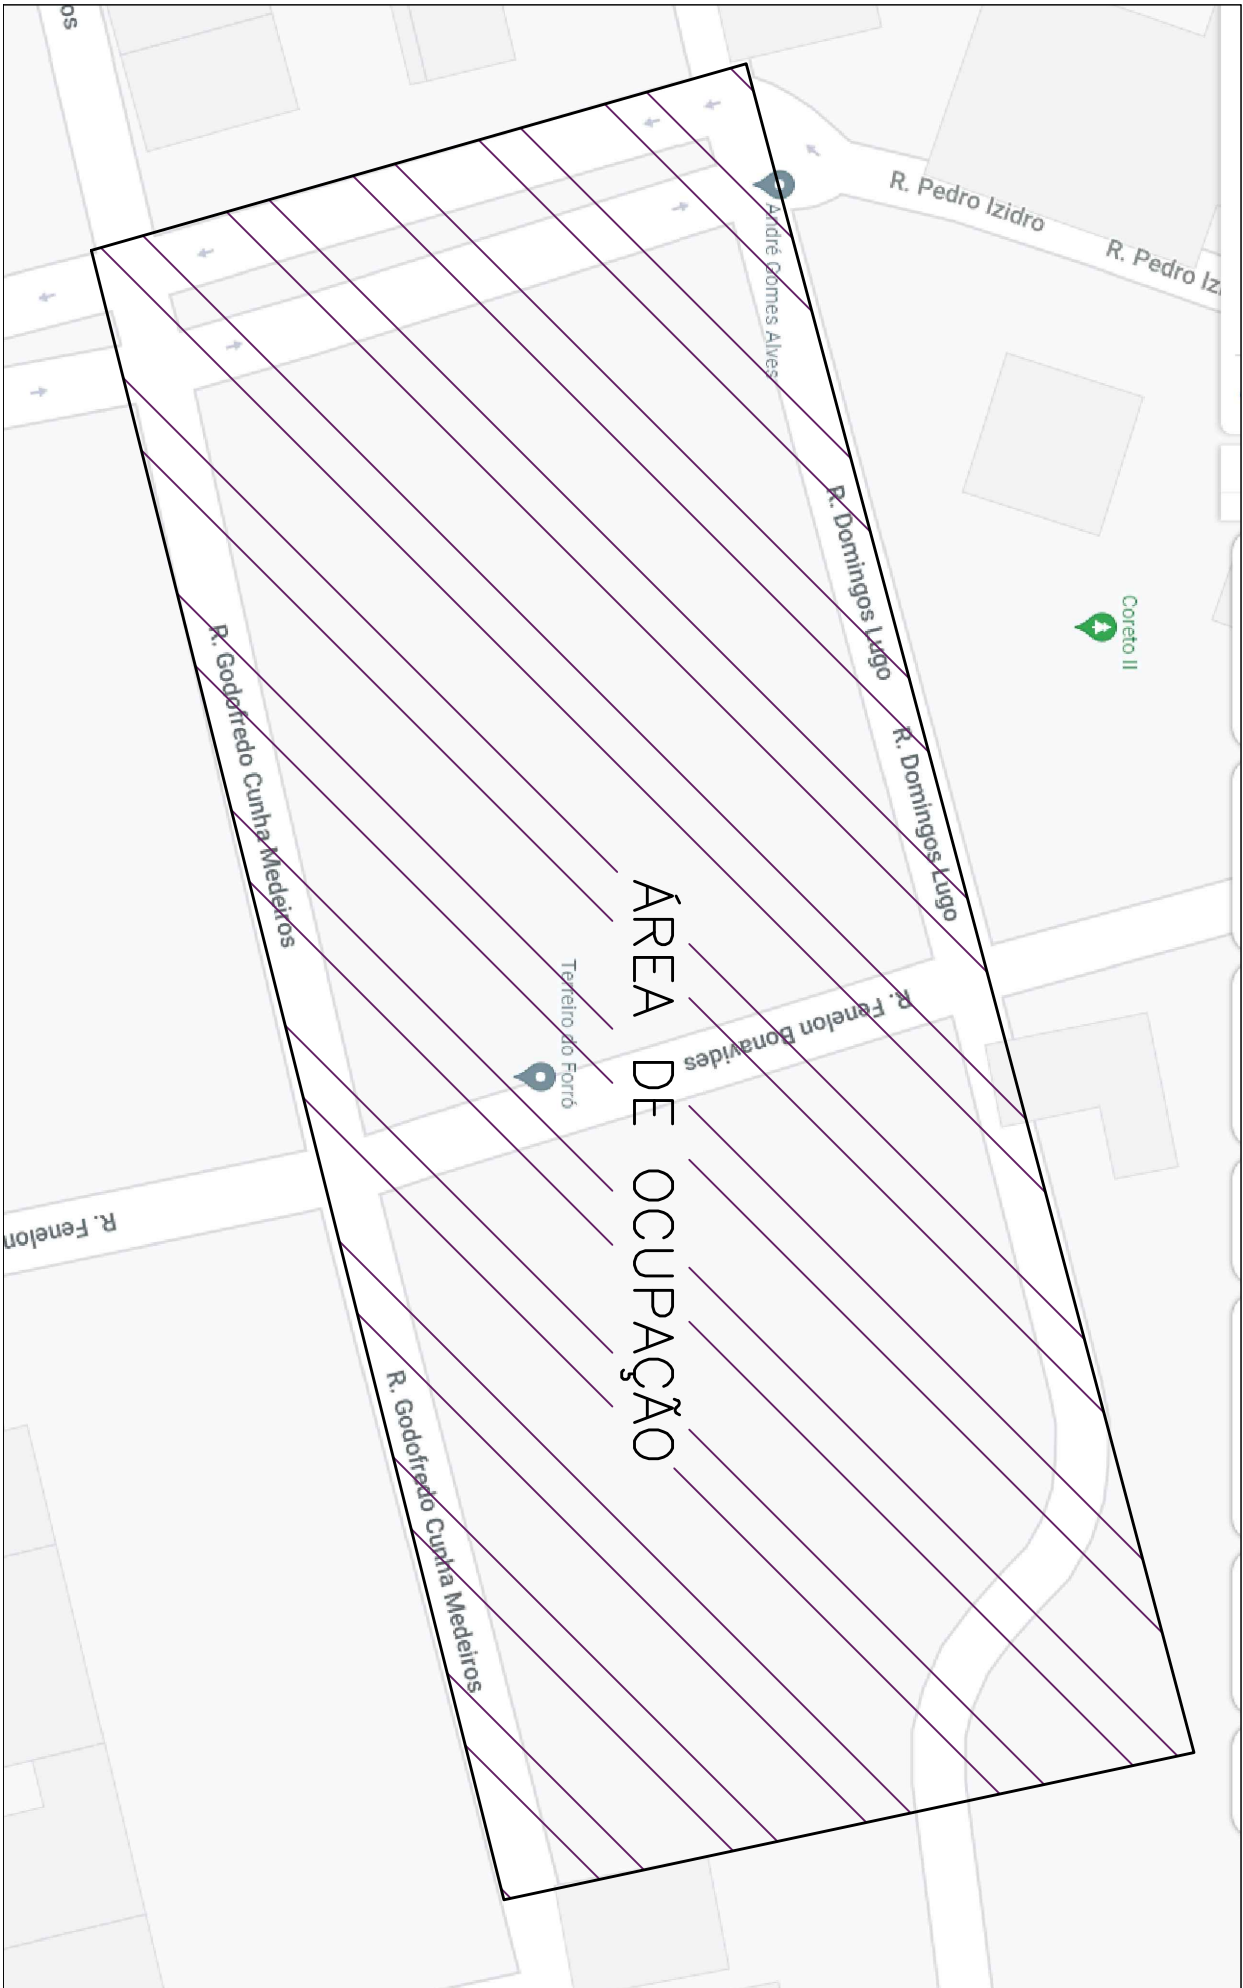 os
R. Pedro Izidro
R. Pedro Iz
André Gomes Alves
R. Domingos Lugo
Coreto II
R. Domingos Lugo
R. Godofredo Cunha Medeiros
ÁREA DE OCUPAÇÃO
Terreiro do Forró
R. Fenelon Bonavides
R. Fenelon
R. Godofredo Cunha Medeiros